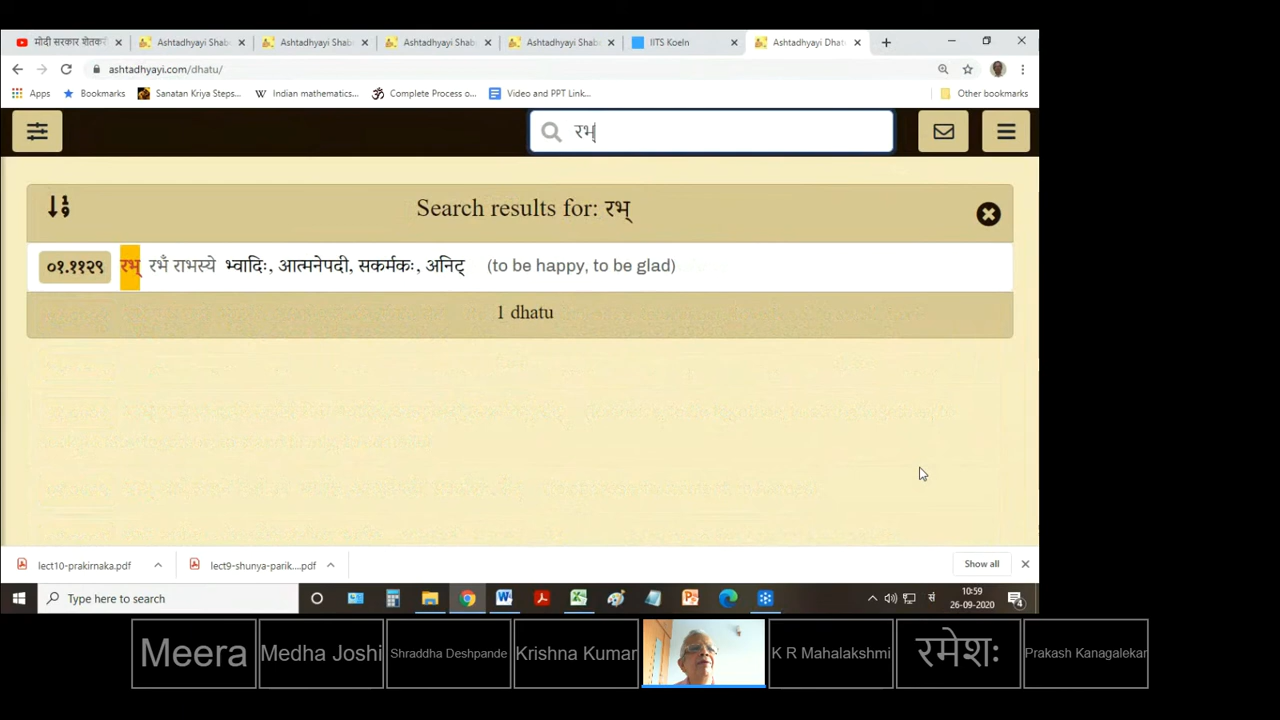 मोदी सरकार शेतकरी
Ashtadhyayi Shab
Ashtadhyayi Shab
Ashtadhyayi Shab
Ashtadhyayi Shab
IITS Koeln
Ashtadhyayi Dhat
ashtadhyayi.com/dhatu/
Apps
Bookmarks
Sanatan Kriya Steps...
Indian mathematics...
Complete Process o...
Video and PPT Link...
Other bookmarks
रभ्
Search results for: रभ्
०१.११२९ रभ् रभँ राभस्ये भ्वादिः, आत्मनेपदी, सकर्मकः, अनिट् (to be happy, to be glad)
1 dhatu
lect10-prakirnaka.pdf
lect9-shunya-parik....pdf
Show all
Type here to search
सं
10:59
26-09-2020
4
Meera
Medha Joshi
Shraddha Deshpande
Krishna Kumar
K R Mahalakshmi
रमेशः
Prakash Kanagalekar